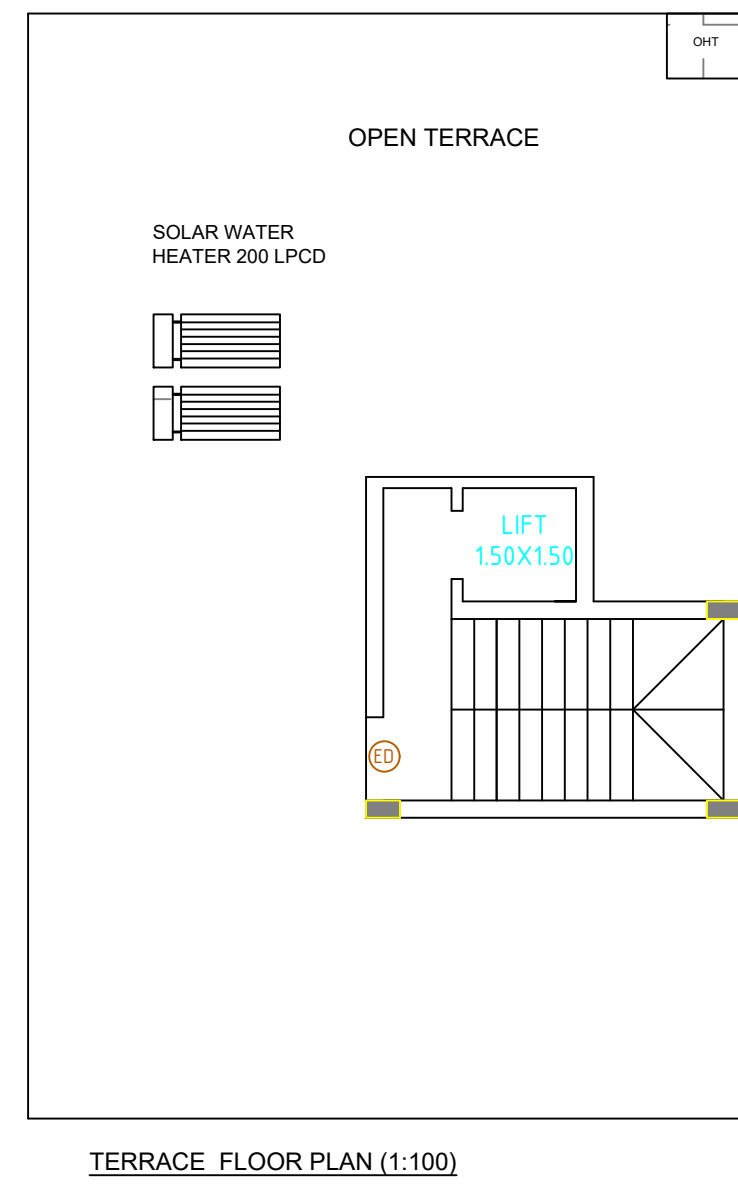 OHT
OPEN TERRACE
SOLAR WATER
HEATER 200 LPCD
LIFT
1.50X1.50
ED
TERRACE FLOOR PLAN (1:100)